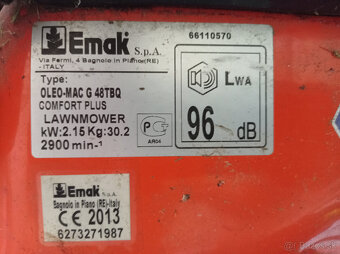 Emak S.p.A.
66110570
Via Fermi, 4 Bagnolo in Piano (RE)
- ITALY
Type:
OLEO-MAC G 48TBQ
COMFORT PLUS
LAWNMOWER
kW: 2.15 Kg: 30.2
2900 min-1
LWA
96 dB
PC
AR04
Emak S.p.A.
Bagnolo in Piano (RE)-Italy
CE 2013
6273271987